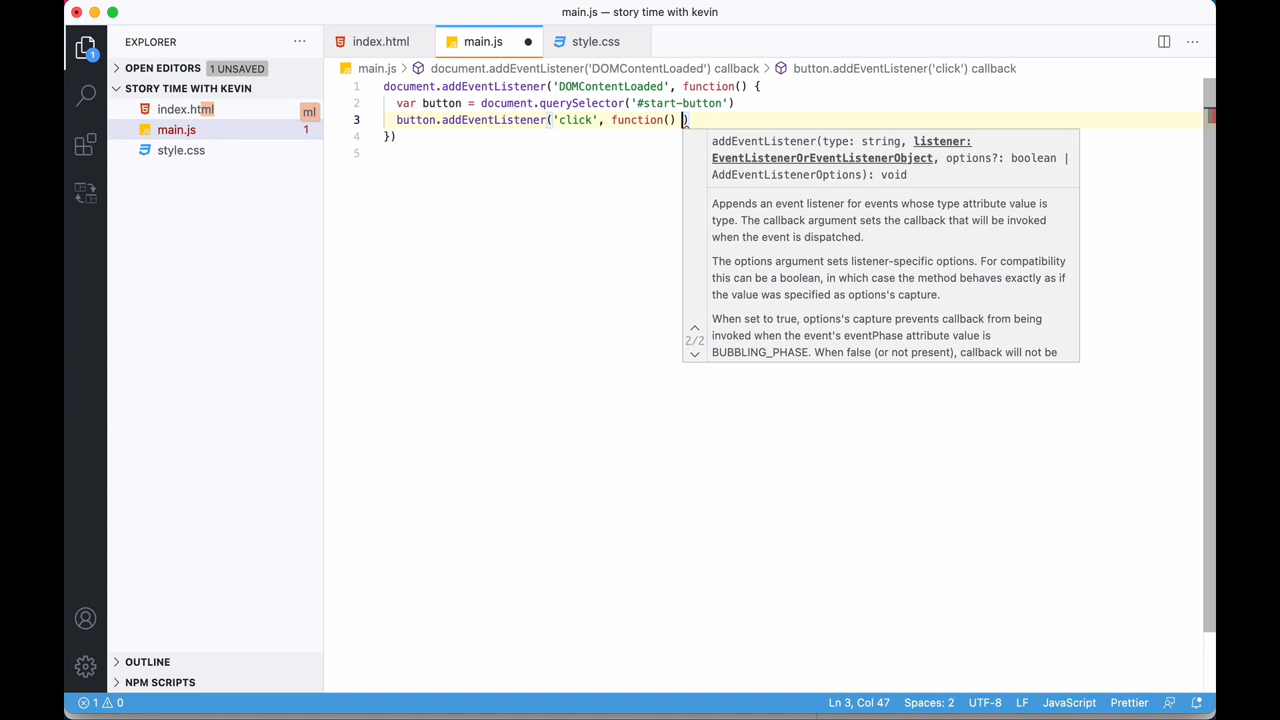 main.js — story time with kevin
EXPLORER
index.html
main.js
style.css
1
OPEN EDITORS 1 UNSAVED
STORY TIME WITH KEVIN
index.html
ml
main.js 1
style.css
main.js > document.addEventListener('DOMContentLoaded') callback > button.addEventListener('click') callback
1 document.addEventListener('DOMContentLoaded', function() {
2 var button = document.querySelector('#start-button')
3 button.addEventListener('click', function() )
4 })
5
addEventListener(type: string, listener:
EventListenerOrEventListenerObject, options?: boolean |
AddEventListenerOptions): void
Appends an event listener for events whose type attribute value is
type. The callback argument sets the callback that will be invoked
when the event is dispatched.
The options argument sets listener-specific options. For compatibility
this can be a boolean, in which case the method behaves exactly as if
the value was specified as options's capture.
When set to true, options's capture prevents callback from being
invoked when the event's eventPhase attribute value is
2/2
BUBBLING_PHASE. When false (or not present), callback will not be
OUTLINE
NPM SCRIPTS
1 0
Ln 3, Col 47 Spaces: 2 UTF-8 LF JavaScript Prettier